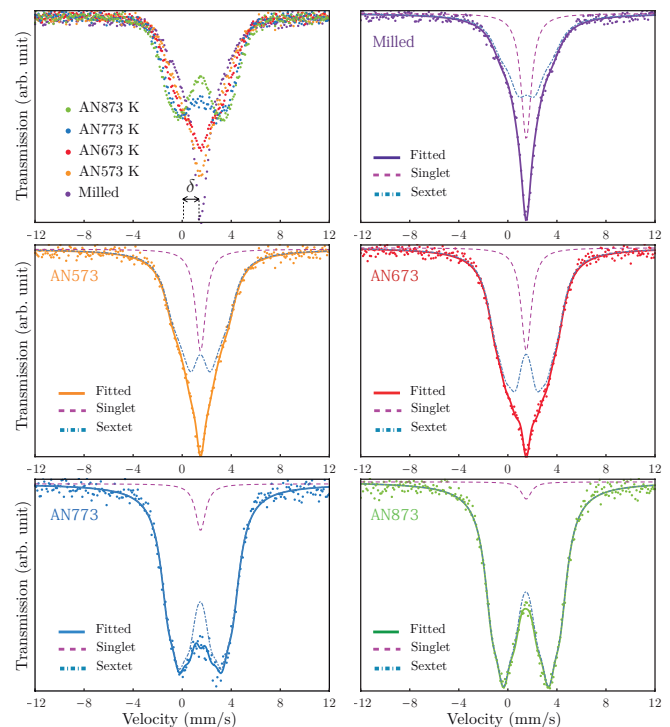 Transmission (arb. unit)
AN873 K
AN773 K
AN673 K
AN573 K
Milled
δ
-12 -8 -4 0 4 8 12
Milled
Fitted
Singlet
Sextet
-12 -8 -4 0 4 8 12
Transmission (arb. unit)
AN573
Fitted
Singlet
Sextet
-12 -8 -4 0 4 8 12
AN673
Fitted
Singlet
Sextet
-12 -8 -4 0 4 8 12
Transmission (arb. unit)
AN773
Fitted
Singlet
Sextet
-12 -8 -4 0 4 8 12
Velocity (mm/s)
AN873
Fitted
Singlet
Sextet
-12 -8 -4 0 4 8 12
Velocity (mm/s)